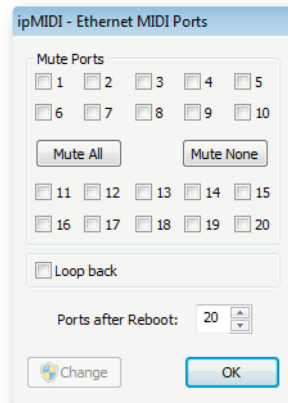 ipMIDI - Ethernet MIDI Ports
Mute Ports
1 2 3 4 5
6 7 8 9 10
Mute All Mute None
11 12 13 14 15
16 17 18 19 20
Loop back
Ports after Reboot: 20
Change OK